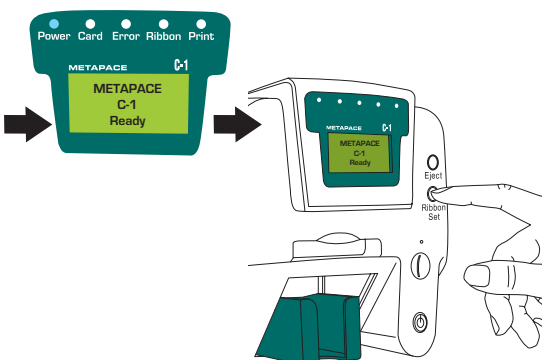 Power Card Error Ribbon Print
METAPACE C-1
METAPACE
C-1
Ready
METAPACE C-1
METAPACE
C-1
Ready
Eject
Ribbon
Set